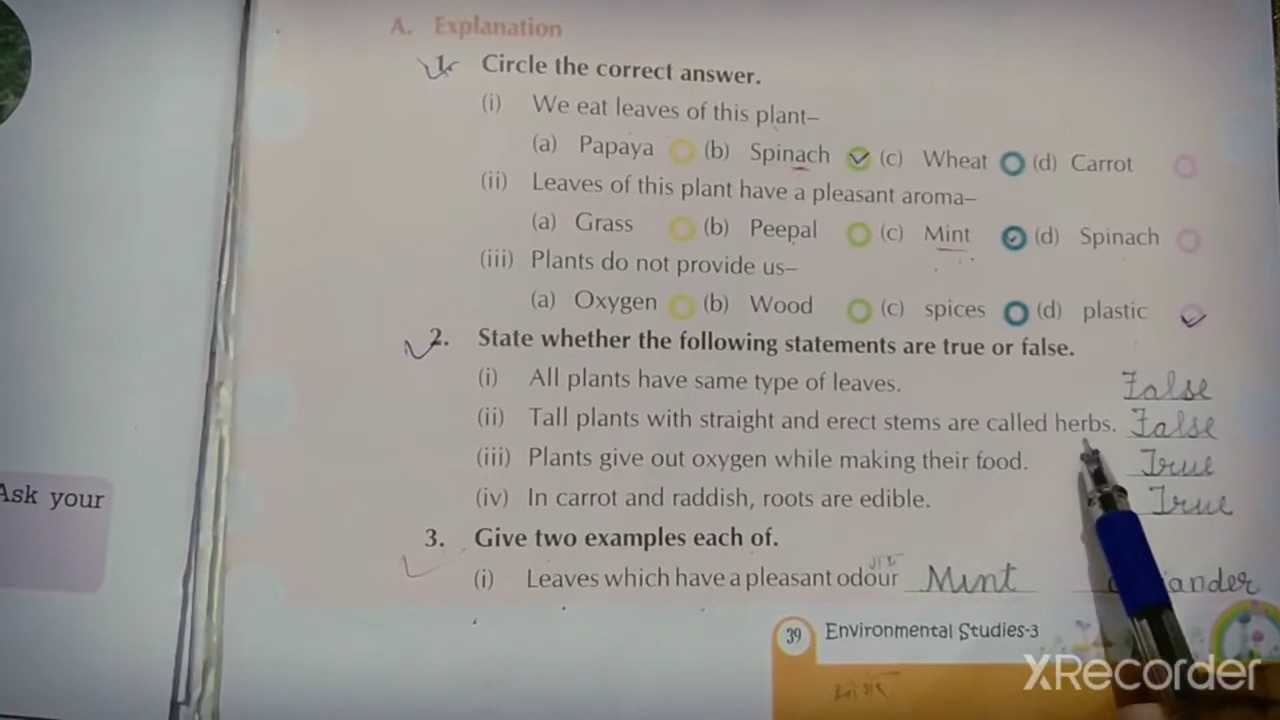 A. Explanation
1. Circle the correct answer.
(i) We eat leaves of this plant–
(a) Papaya (b) Spinach (c) Wheat (d) Carrot
(ii) Leaves of this plant have a pleasant aroma–
(a) Grass (b) Peepal (c) Mint (d) Spinach
(iii) Plants do not provide us–
(a) Oxygen (b) Wood (c) spices (d) plastic
2. State whether the following statements are true or false.
(i) All plants have same type of leaves. False
(ii) Tall plants with straight and erect stems are called herbs. False
(iii) Plants give out oxygen while making their food. True
(iv) In carrot and raddish, roots are edible. True
Ask your
3. Give two examples each of.
(i) Leaves which have a pleasant odour Mint
39 Environmental Studies-3
XRecorder